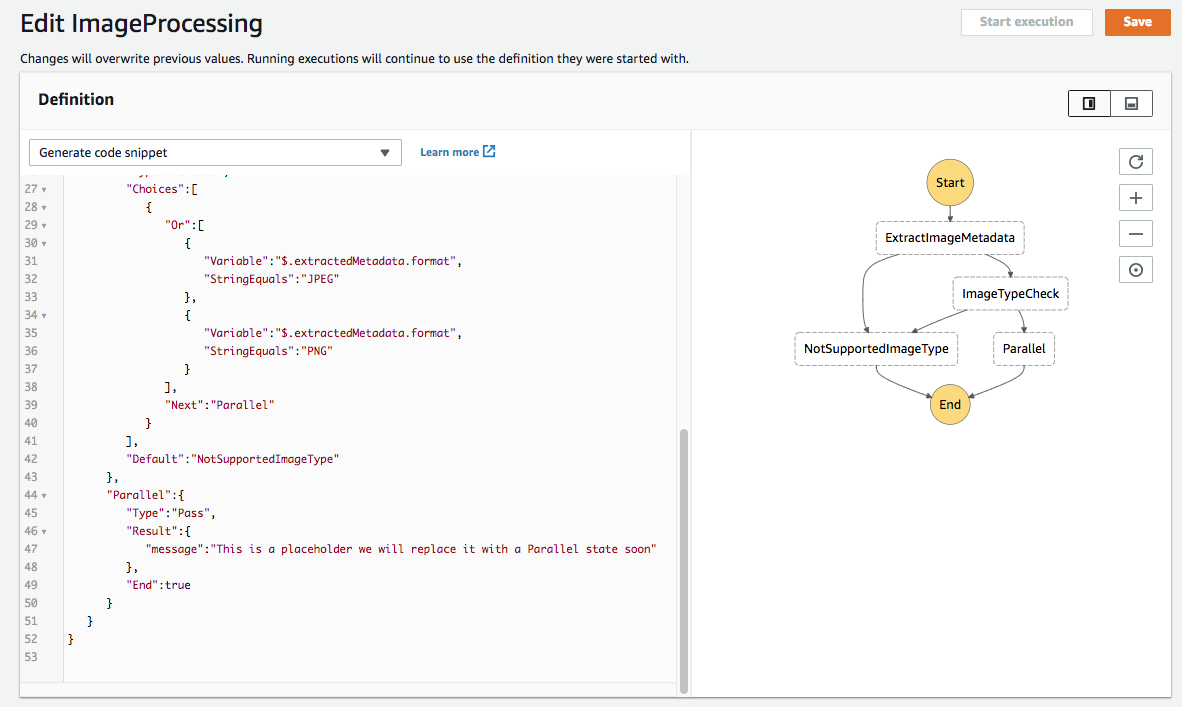 Edit ImageProcessing
Start execution
Save
Changes will overwrite previous values. Running executions will continue to use the definition they were started with.
Definition
Generate code snippet
Learn more
27 "Choices":[
28 {
29 "Or":[
30 {
31 "Variable":"$.extractedMetadata.format",
32 "StringEquals":"JPEG"
33 },
34 {
35 "Variable":"$.extractedMetadata.format",
36 "StringEquals":"PNG"
37 }
38 ],
39 "Next":"Parallel"
40 }
41 ],
42 "Default":"NotSupportedImageType"
43 },
44 "Parallel":{
45 "Type":"Pass",
46 "Result":{
47 "message":"This is a placeholder we will replace it with a Parallel state soon"
48 },
49 "End":true
50 }
51 }
52 }
53
Start
ExtractImageMetadata
ImageTypeCheck
NotSupportedImageType
Parallel
End